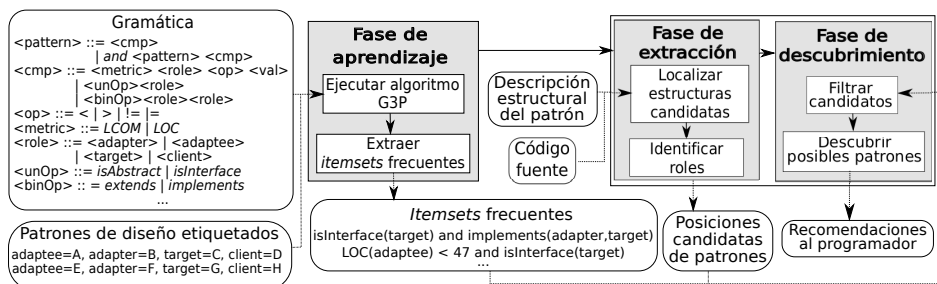 Gramática
<pattern> ::= <cmp>
| and <pattern> <cmp>
<cmp> ::= <metric> <role> <op> <val>
| <unOp><role>
| <binOp><role><role>
<op> ::= < | > | != |=
<metric> ::= LCOM | LOC
<role> ::= <adapter> | <adaptee>
| <target> | <client>
<unOp> ::= isAbstract | isInterface
<binOp> :: = extends | implements
...
Patrones de diseño etiquetados
adaptee=A, adapter=B, target=C, client=D
adaptee=E, adapter=F, target=G, client=H
Fase de
aprendizaje
Ejecutar algoritmo
G3P
Extraer
itemsets frecuentes
Itemsets frecuentes
isInterface(target) and implements(adapter,target)
LOC(adaptee) < 47 and isInterface(target)
...
Descripción
estructural
del patrón
Código
fuente
Fase de
extracción
Localizar
estructuras
candidatas
Identificar
roles
Posiciones
candidatas
de patrones
Fase de
descubrimiento
Filtrar
candidatos
Descubrir
posibles patrones
Recomendaciones
al programador